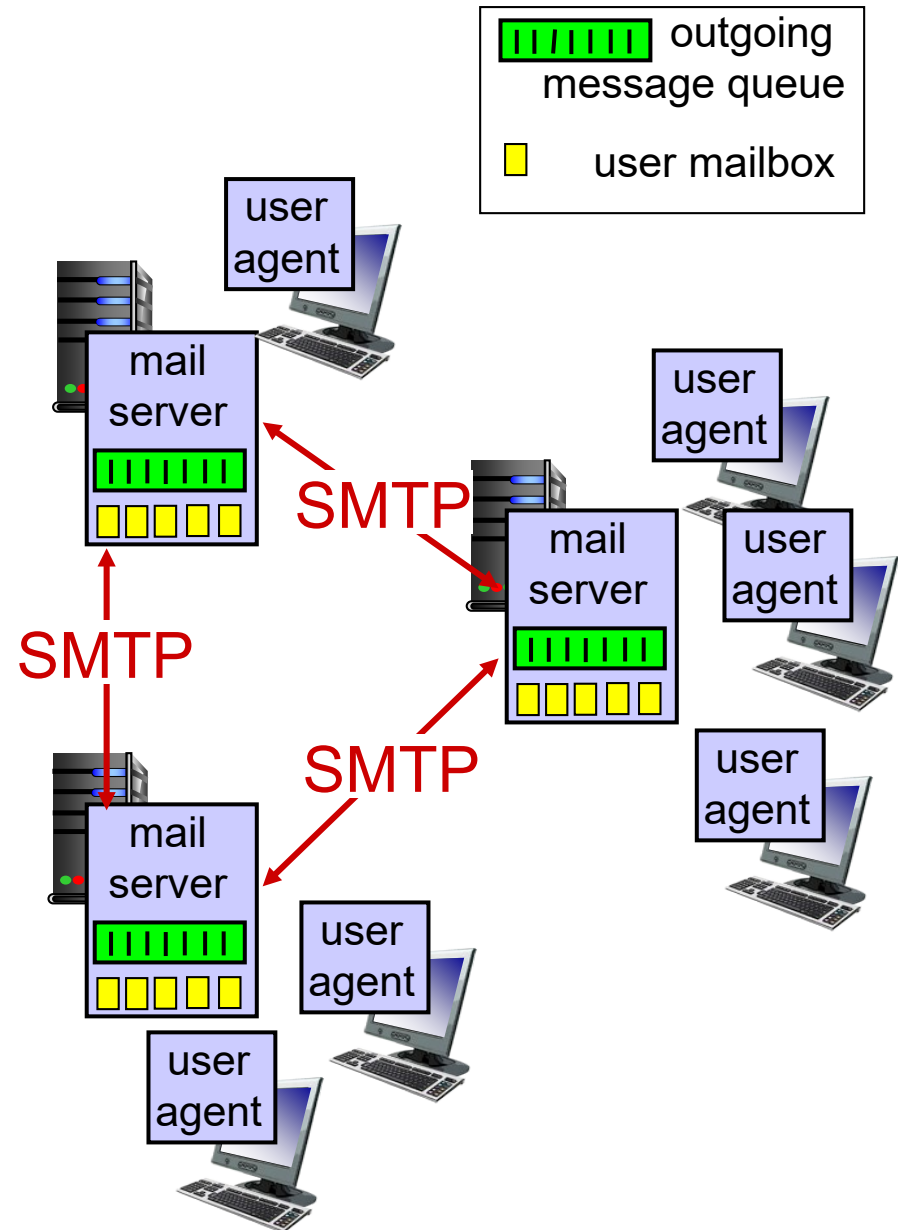 outgoing
message queue
user mailbox
user
agent
mail
server
SMTP
user
agent
mail
server
user
agent
SMTP
SMTP
user
agent
mail
server
user
agent
user
agent